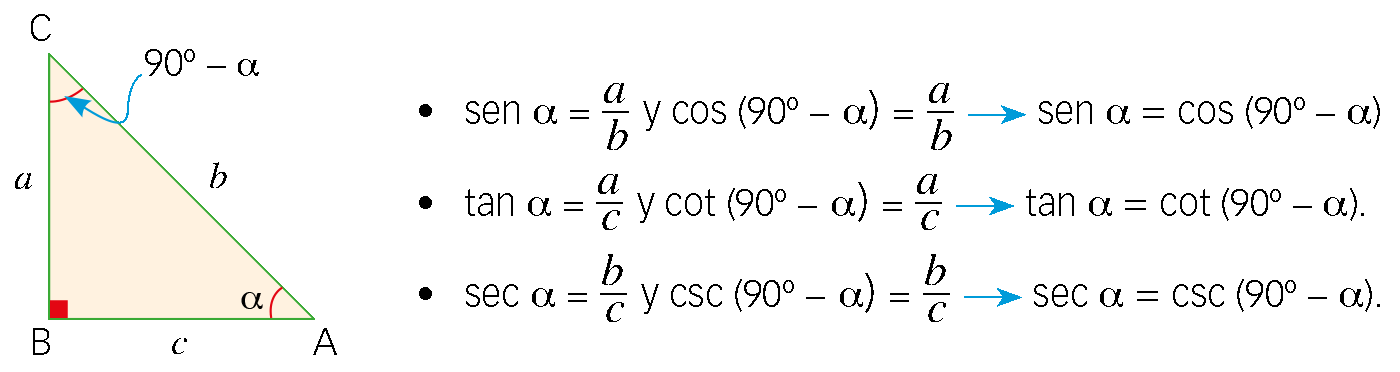 C
90º – α
a
b
α
B
c
A
• sen α = a/b y cos (90º – α) = a/b → sen α = cos (90º – α)
• tan α = a/c y cot (90º – α) = a/c → tan α = cot (90º – α).
• sec α = b/c y csc (90º – α) = b/c → sec α = csc (90º – α).